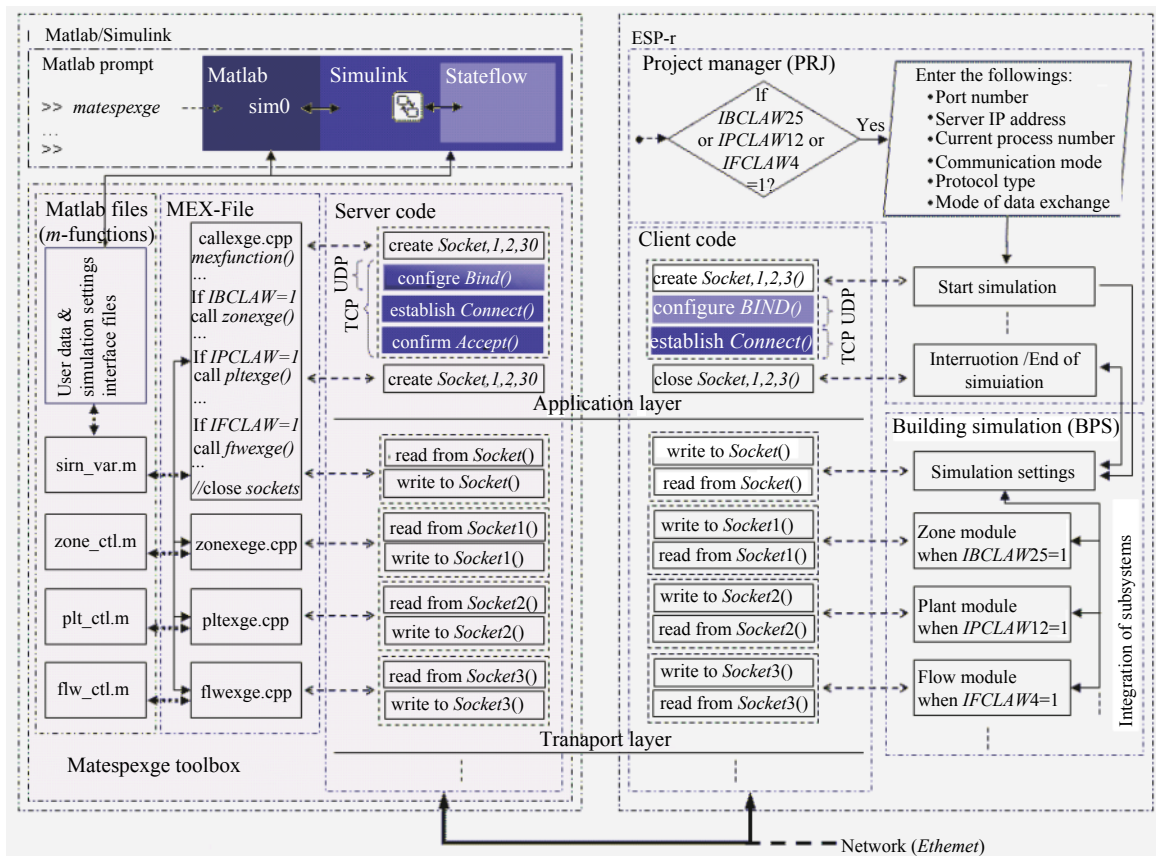 Matlab/Simulink
Matlab prompt
>> matespexge
...
>>
Matlab
sim0
Simulink
Stateflow
Matlab files
(m-functions)
User data &
simulation settings
interface files
sirn_var.m
zone_ctl.m
plt_ctl.m
flw_ctl.m
MEX-File
callexge.cpp
mexfunction()
...
If IBCLAW=1
call zonexge()
...
If IPCLAW=1
call pltexge()
...
If IFCLAW=1
call ftwexge()
...
//close sockets
zonexege.cpp
pltexge.cpp
flwexge.cpp
Matespexge toolbox
Server code
create Socket,1,2,30
UDP
TCP
configre Bind()
establish Connect()
confirm Accept()
create Socket,1,2,30
Application layer
read from Socket()
write to Socket()
read from Socket1()
write to Socket1()
read from Socket2()
write to Socket2()
read from Socket3()
write to Socket3()
Tranaport layer
ESP-r
Project manager (PRJ)
If
IBCLAW25
or IPCLAW12 or
IFCLAW4
=1?
Yes
Enter the followings:
Port number
Server IP address
Current process number
Communication mode
Protocol type
Mode of data exchange
Client code
create Socket,1,2,3()
configure BIND()
establish Connect()
TCP UDP
close Socket,1,2,3()
write to Socket()
read from Socket()
write to Socket1()
read from Socket1()
write to Socket2()
read from Socket2()
write to Socket3()
read from Socket3()
Start simulation
Interruotion /End of
simuiation
Building simulation (BPS)
Simulation settings
Zone module
when IBCLAW25=1
Plant module
when IPCLAW12=1
Flow module
when IFCLAW4=1
Integration of subsystems
Network (Ethemet)